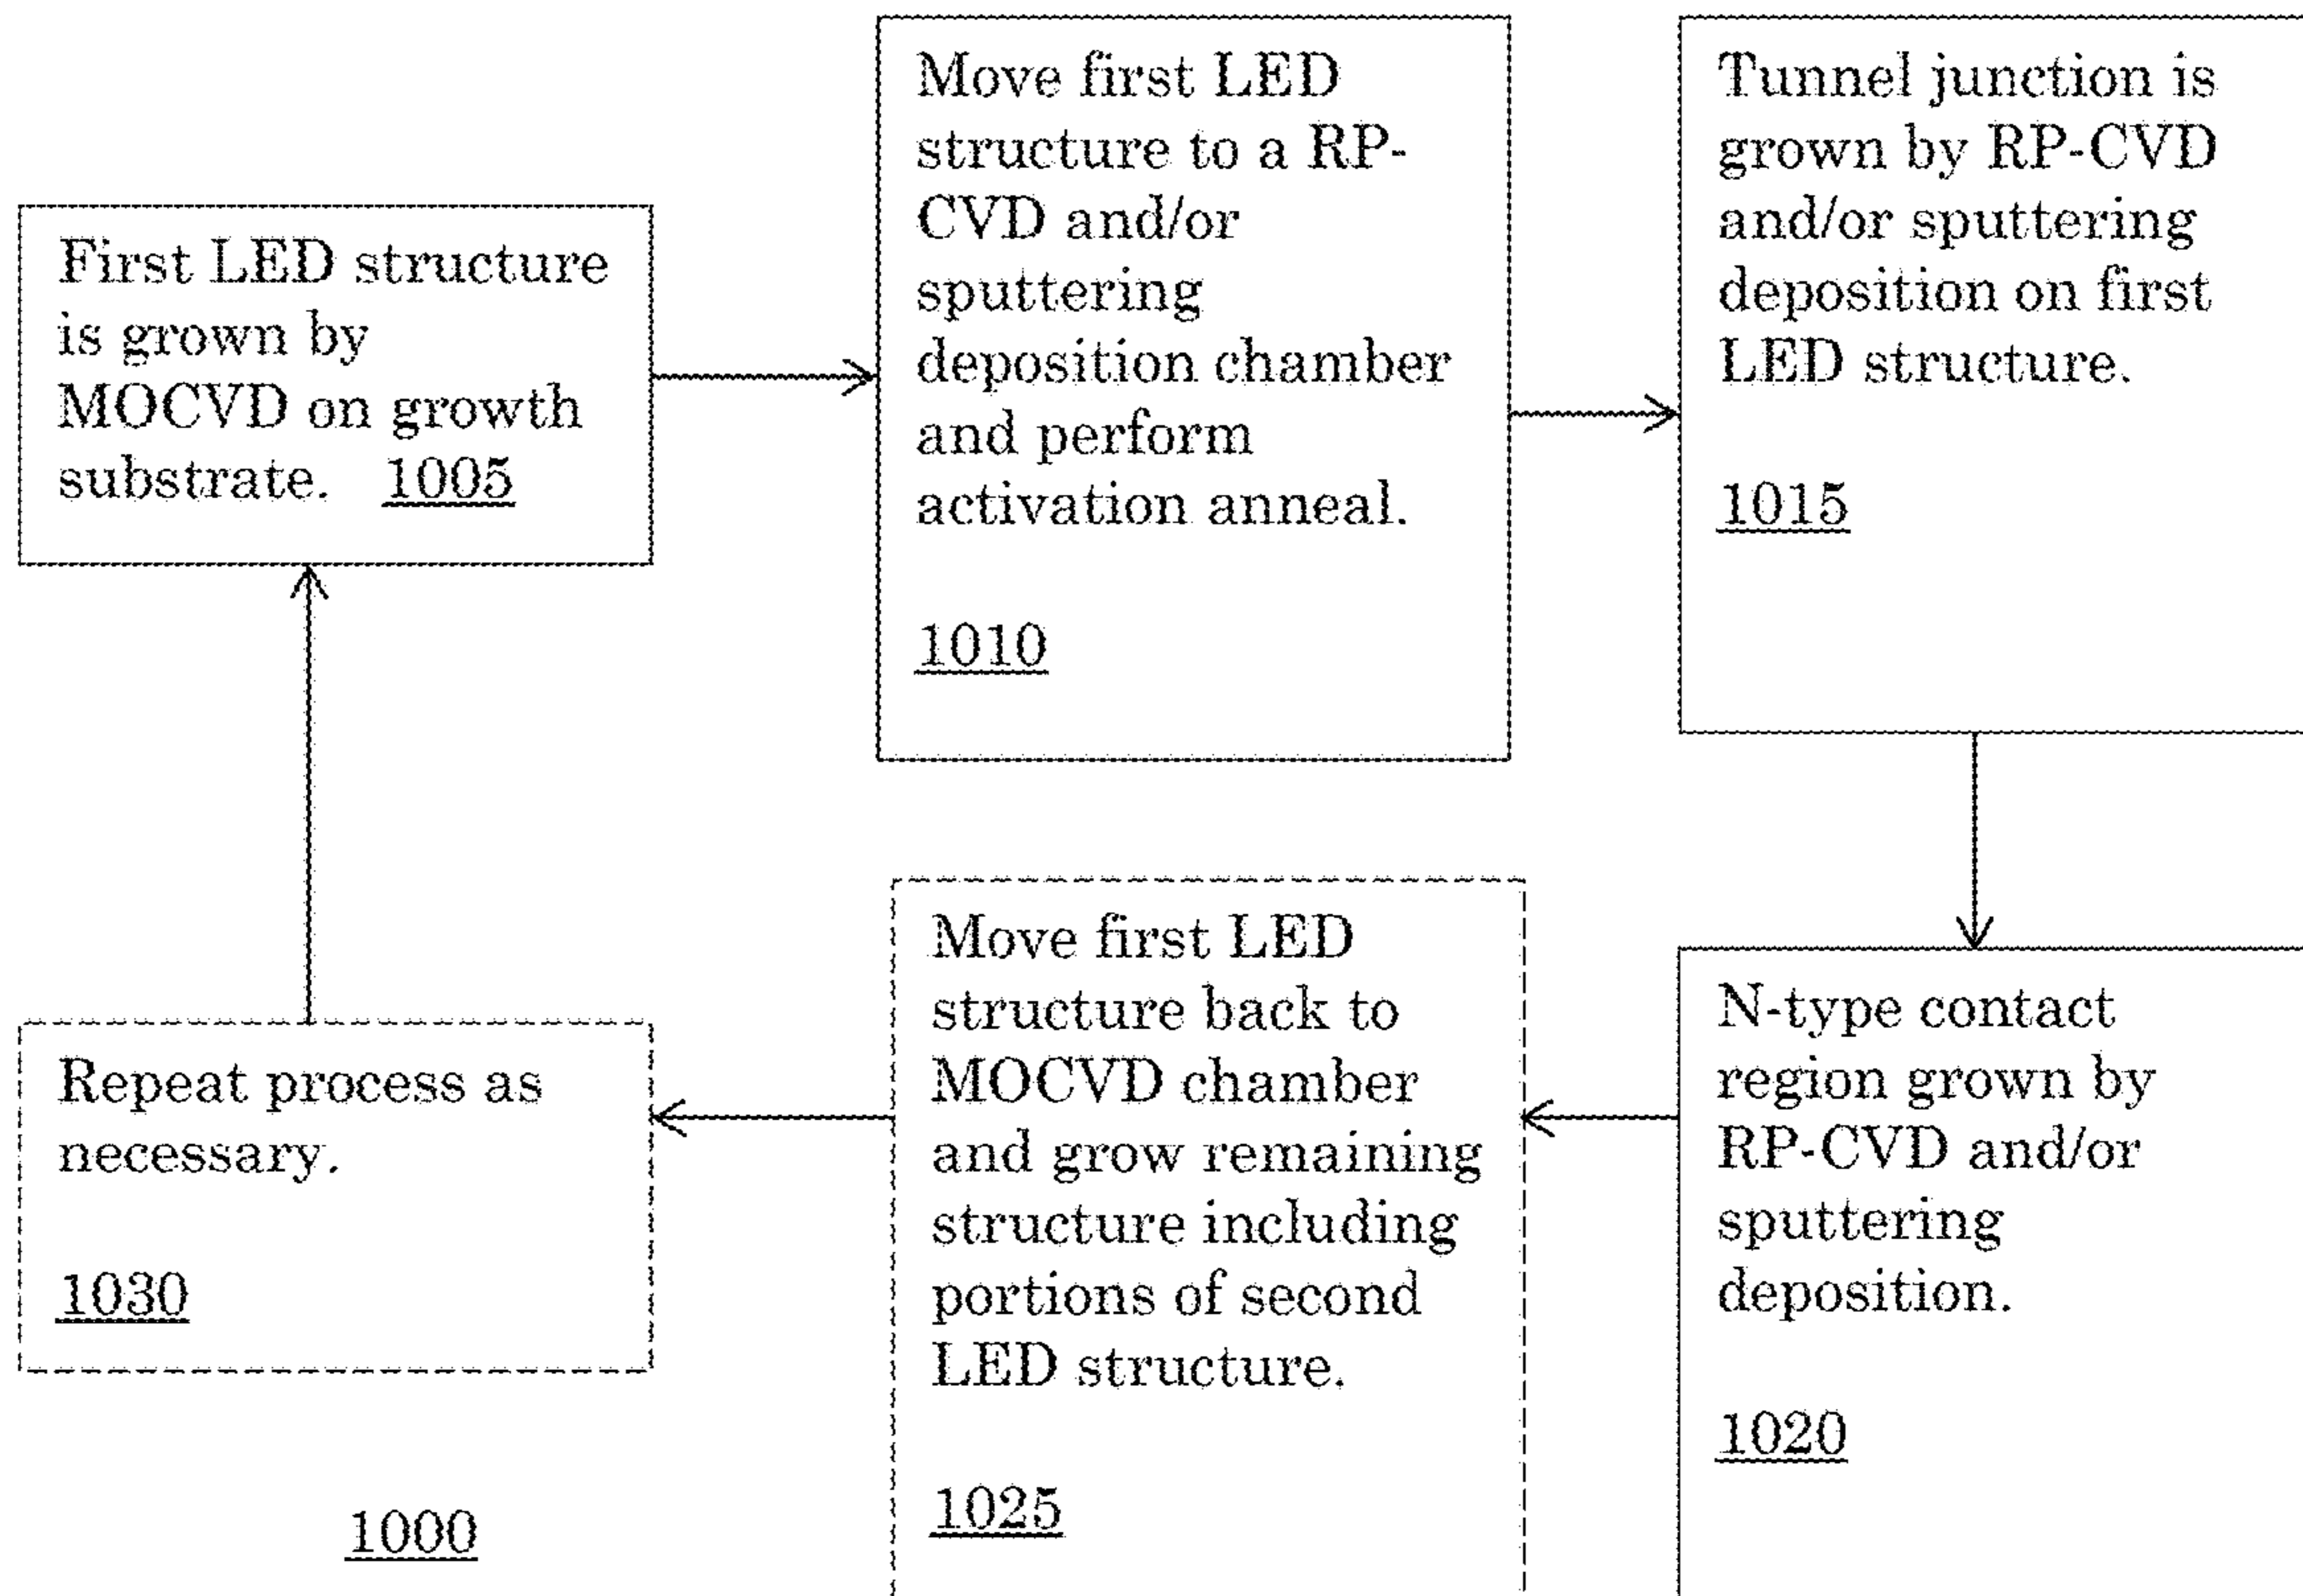 First LED structure
is grown by
MOCVD on growth
substrate. 1005
Move first LED
structure to a RP-
CVD and/or
sputtering
deposition chamber
and perform
activation anneal.
1010
Tunnel junction is
grown by RP-CVD
and/or sputtering
deposition on first
LED structure.
1015
N-type contact
region grown by
RP-CVD and/or
sputtering
deposition.
1020
Move first LED
structure back to
MOCVD chamber
and grow remaining
structure including
portions of second
LED structure.
1025
Repeat process as
necessary.
1030
1000